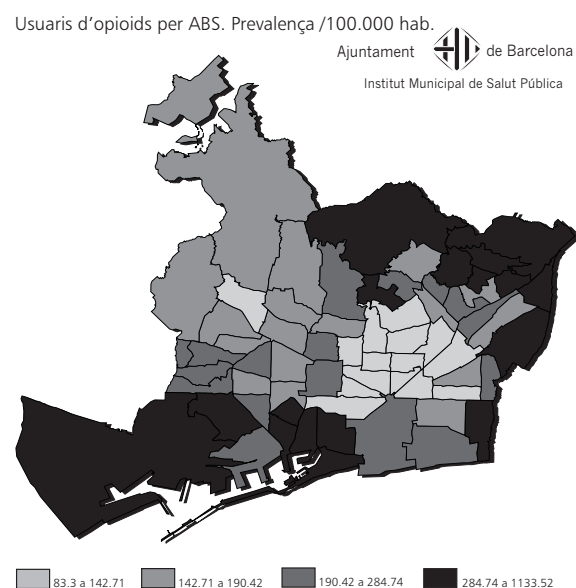 Usuaris d'opioids per ABS. Prevalença /100.000 hab.
Ajuntament de Barcelona
Institut Municipal de Salut Pública
83.3 a 142.71
142.71 a 190.42
190.42 a 284.74
284.74 a 1133.52